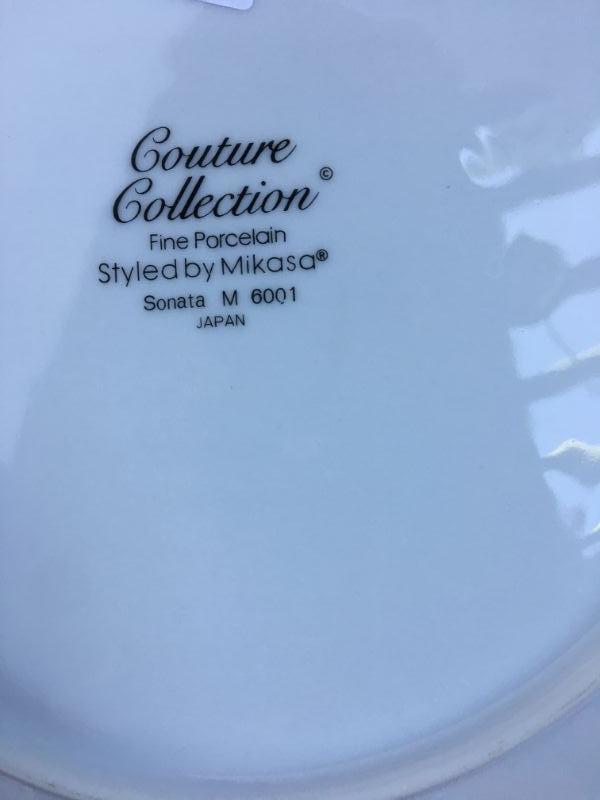 Couture
Collection©
Fine Porcelain
Styled by Mikasa®
Sonata M 6001
JAPAN